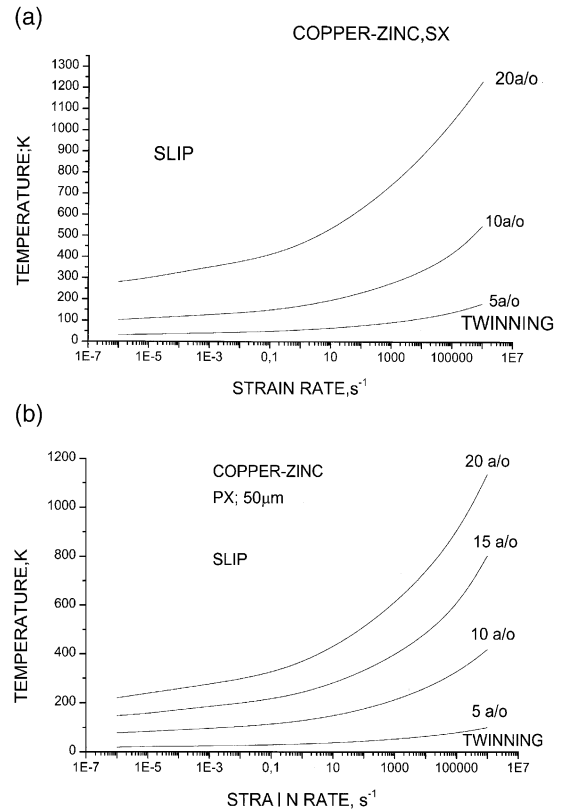 (a)
COPPER-ZINC,SX
1300
1200
1100
1000
900
800
700
600
500
400
300
200
100
0
TEMPERATURE;K
SLIP
20a/o
10a/o
5a/o
TWINNING
1E-7 1E-5 1E-3 0,1 10 1000 100000 1E7
STRAIN RATE,s-1
(b)
1200
1000
800
600
400
200
0
TEMPERATURE,K
COPPER-ZINC
PX; 50μm
SLIP
20 a/o
15 a/o
10 a/o
5 a/o
TWINNING
1E-7 1E-5 1E-3 0,1 10 1000 100000 1E7
STRAIN RATE, s-1